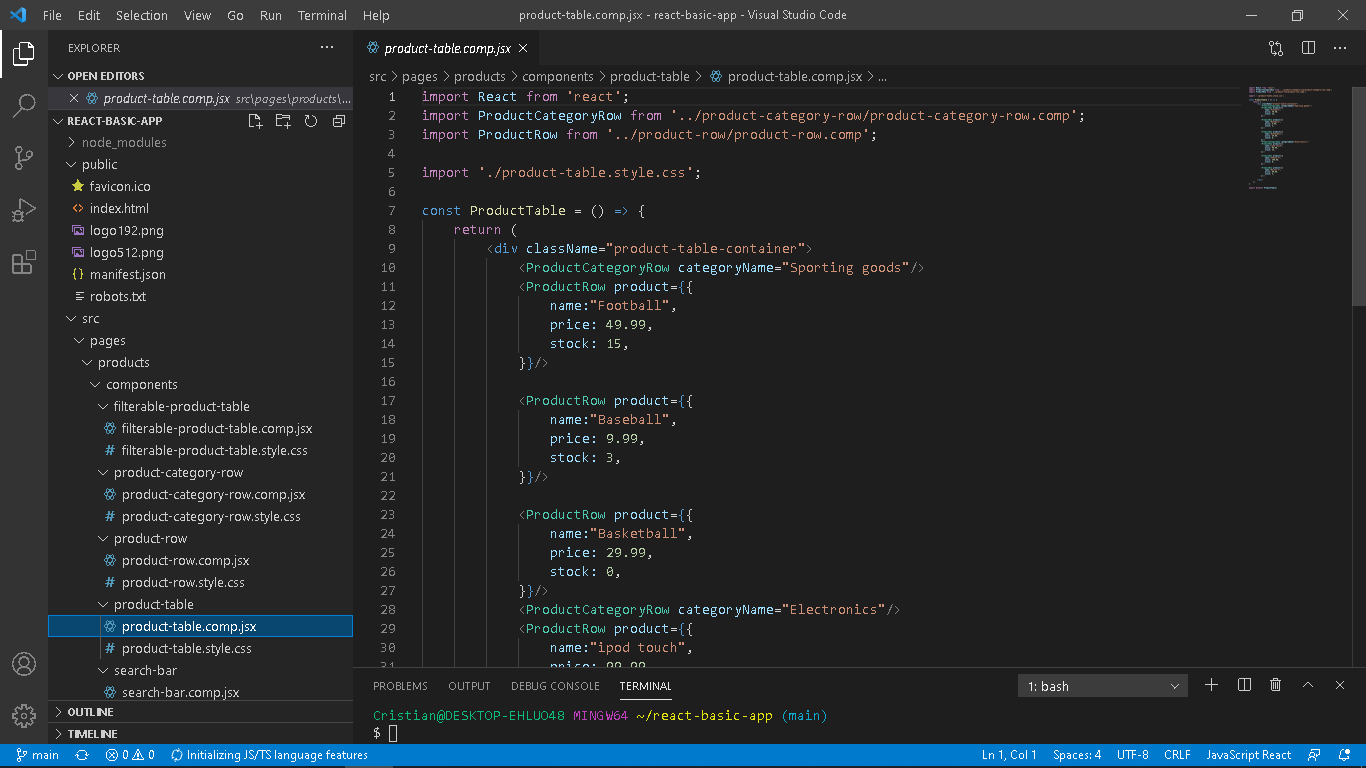 File Edit Selection View Go Run Terminal Help product-table.comp.jsx - react-basic-app - Visual Studio Code
EXPLORER
OPEN EDITORS
product-table.comp.jsx src\pages\products\...
REACT-BASIC-APP
node_modules
public
favicon.ico
index.html
logo192.png
logo512.png
manifest.json
robots.txt
src
pages
products
components
filterable-product-table
filterable-product-table.comp.jsx
filterable-product-table.style.css
product-category-row
product-category-row.comp.jsx
product-category-row.style.css
product-row
product-row.comp.jsx
product-row.style.css
product-table
product-table.comp.jsx
product-table.style.css
search-bar
search-bar.comp.jsx
OUTLINE
TIMELINE
product-table.comp.jsx
src > pages > products > components > product-table > product-table.comp.jsx > ...
1 import React from 'react';
2 import ProductCategoryRow from '../product-category-row/product-category-row.comp';
3 import ProductRow from '../product-row/product-row.comp';
4
5 import './product-table.style.css';
6
7 const ProductTable = () => {
8 return (
9 <div className="product-table-container">
10 <ProductCategoryRow categoryName="Sporting goods"/>
11 <ProductRow product={{
12 name:"Football",
13 price: 49.99,
14 stock: 15,
15 }}/>
16
17 <ProductRow product={{
18 name:"Baseball",
19 price: 9.99,
20 stock: 3,
21 }}/>
22
23 <ProductRow product={{
24 name:"Basketball",
25 price: 29.99,
26 stock: 0,
27 }}/>
28 <ProductCategoryRow categoryName="Electronics"/>
29 <ProductRow product={{
30 name:"ipod touch",
31 price: 99.99
PROBLEMS OUTPUT DEBUG CONSOLE TERMINAL 1: bash
Cristian@DESKTOP-EHLUO48 MINGW64 ~/react-basic-app (main)
$
main 0 0 Initializing JS/TS language features Ln 1, Col 1 Spaces: 4 UTF-8 CRLF JavaScript React